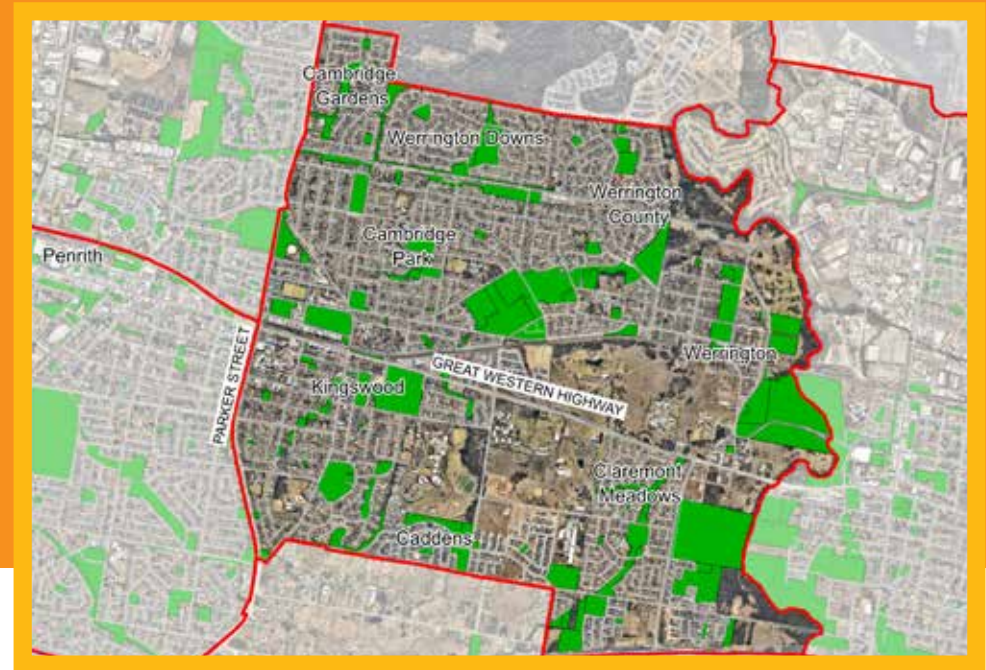 Cambridge
Gardens
Werrington Downs
Werrington
County
Cambridge
Park
Penrith
PARKER STREET
GREAT WESTERN HIGHWAY
Werrington
Kingswood
Claremont
Meadows
Caddens